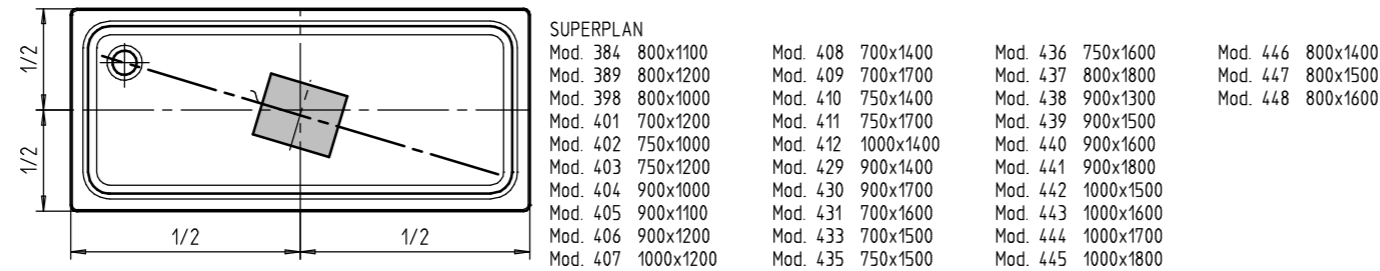 1/2
1/2
1/2
1/2
SUPERPLAN
Mod. 384 800x1100
Mod. 389 800x1200
Mod. 398 800x1000
Mod. 401 700x1200
Mod. 402 750x1000
Mod. 403 750x1200
Mod. 404 900x1000
Mod. 405 900x1100
Mod. 406 900x1200
Mod. 407 1000x1200
Mod. 408 700x1400
Mod. 409 700x1700
Mod. 410 750x1400
Mod. 411 750x1700
Mod. 412 1000x1400
Mod. 429 900x1400
Mod. 430 900x1700
Mod. 431 700x1600
Mod. 433 700x1500
Mod. 435 750x1500
Mod. 436 750x1600
Mod. 437 800x1800
Mod. 438 900x1300
Mod. 439 900x1500
Mod. 440 900x1600
Mod. 441 900x1800
Mod. 442 1000x1500
Mod. 443 1000x1600
Mod. 444 1000x1700
Mod. 445 1000x1800
Mod. 446 800x1400
Mod. 447 800x1500
Mod. 448 800x1600